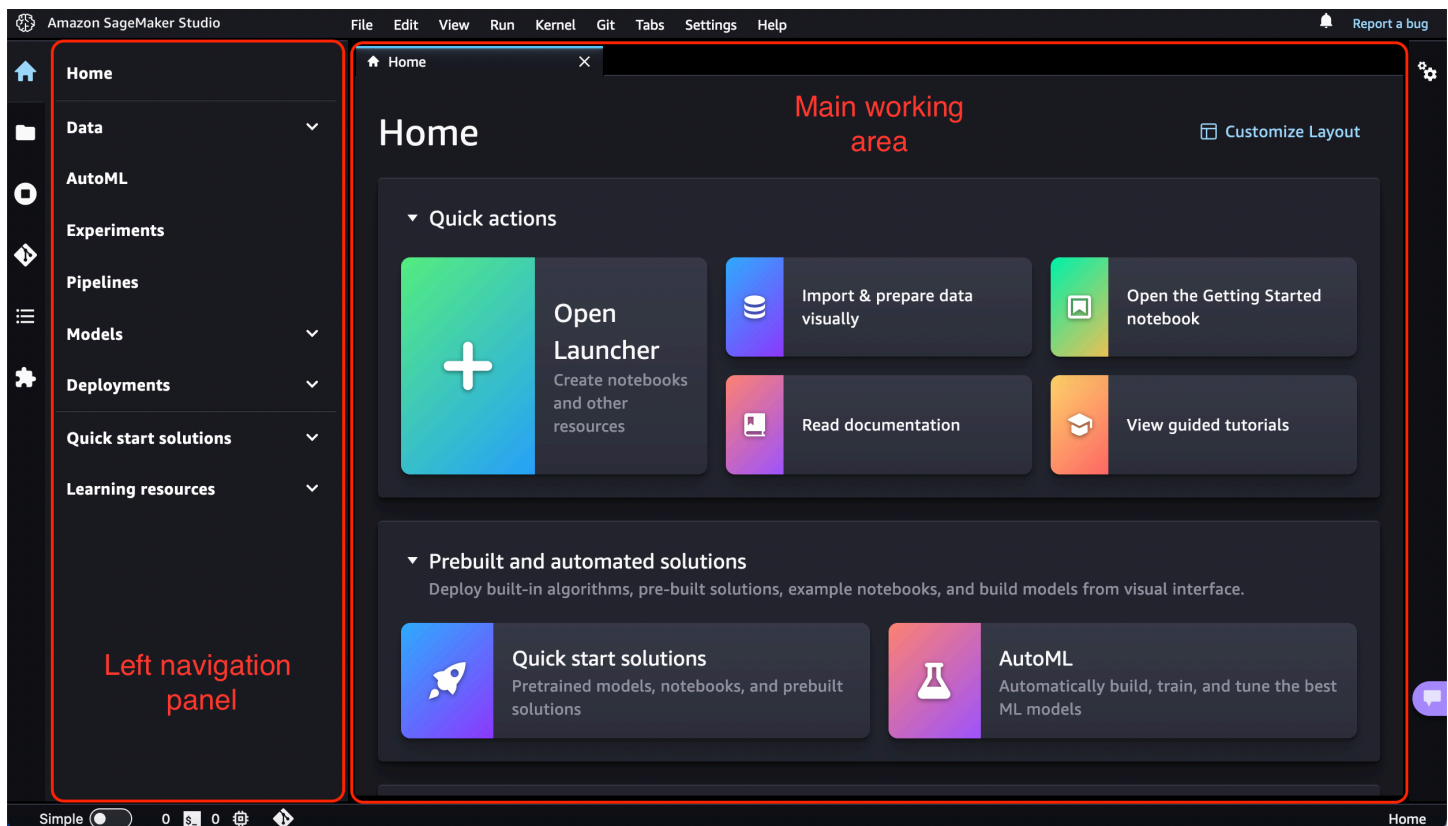 Amazon SageMaker Studio
File Edit View Run Kernel Git Tabs Settings Help
Report a bug
Home
Data
AutoML
Experiments
Pipelines
Models
Deployments
Quick start solutions
Learning resources
Left navigation
panel
Home
Main working
area
Home
Customize Layout
Quick actions
Open
Launcher
Create notebooks
and other
resources
Import & prepare data
visually
Open the Getting Started
notebook
Read documentation
View guided tutorials
Prebuilt and automated solutions
Deploy built-in algorithms, pre-built solutions, example notebooks, and build models from visual interface.
Quick start solutions
Pretrained models, notebooks, and prebuilt
solutions
AutoML
Automatically build, train, and tune the best
ML models
Simple 0 $_ 0
Home